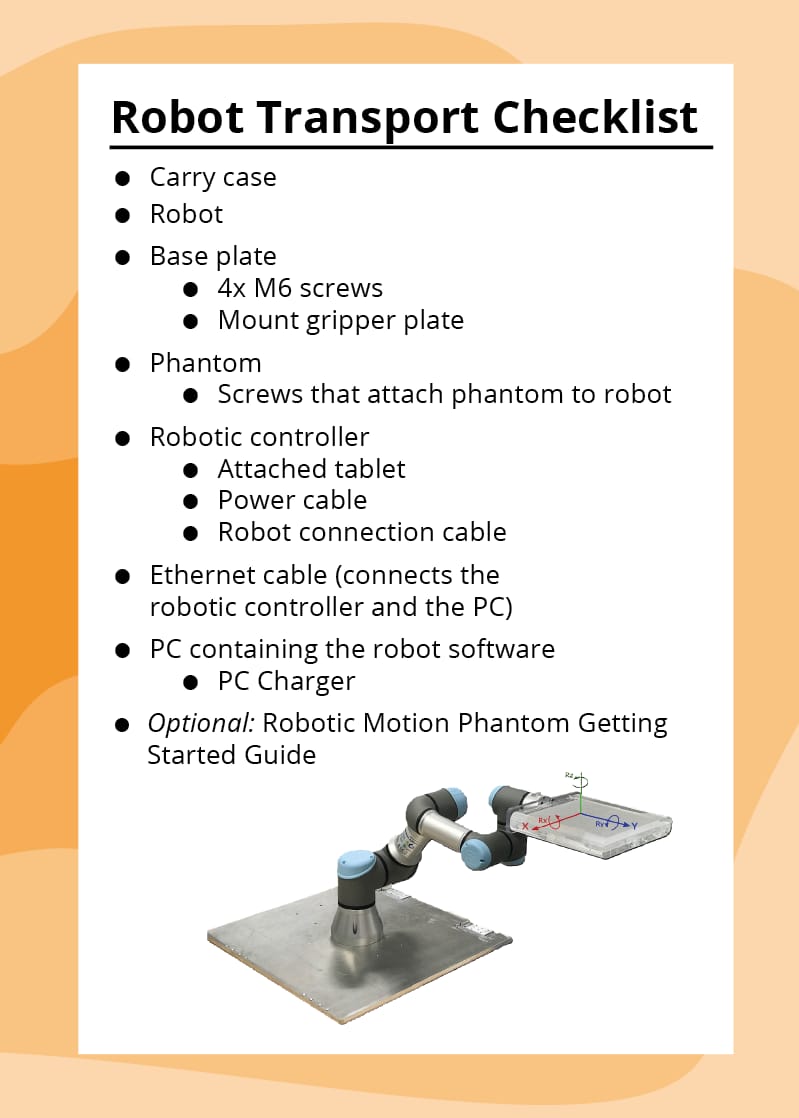 Robot Transport Checklist
● Carry case
● Robot
● Base plate
● 4x M6 screws
● Mount gripper plate
● Phantom
● Screws that attach phantom to robot
● Robotic controller
● Attached tablet
● Power cable
● Robot connection cable
● Ethernet cable (connects the
robotic controller and the PC)
● PC containing the robot software
● PC Charger
● Optional: Robotic Motion Phantom Getting
Started Guide
Rz
X
Rx
Ry
Y